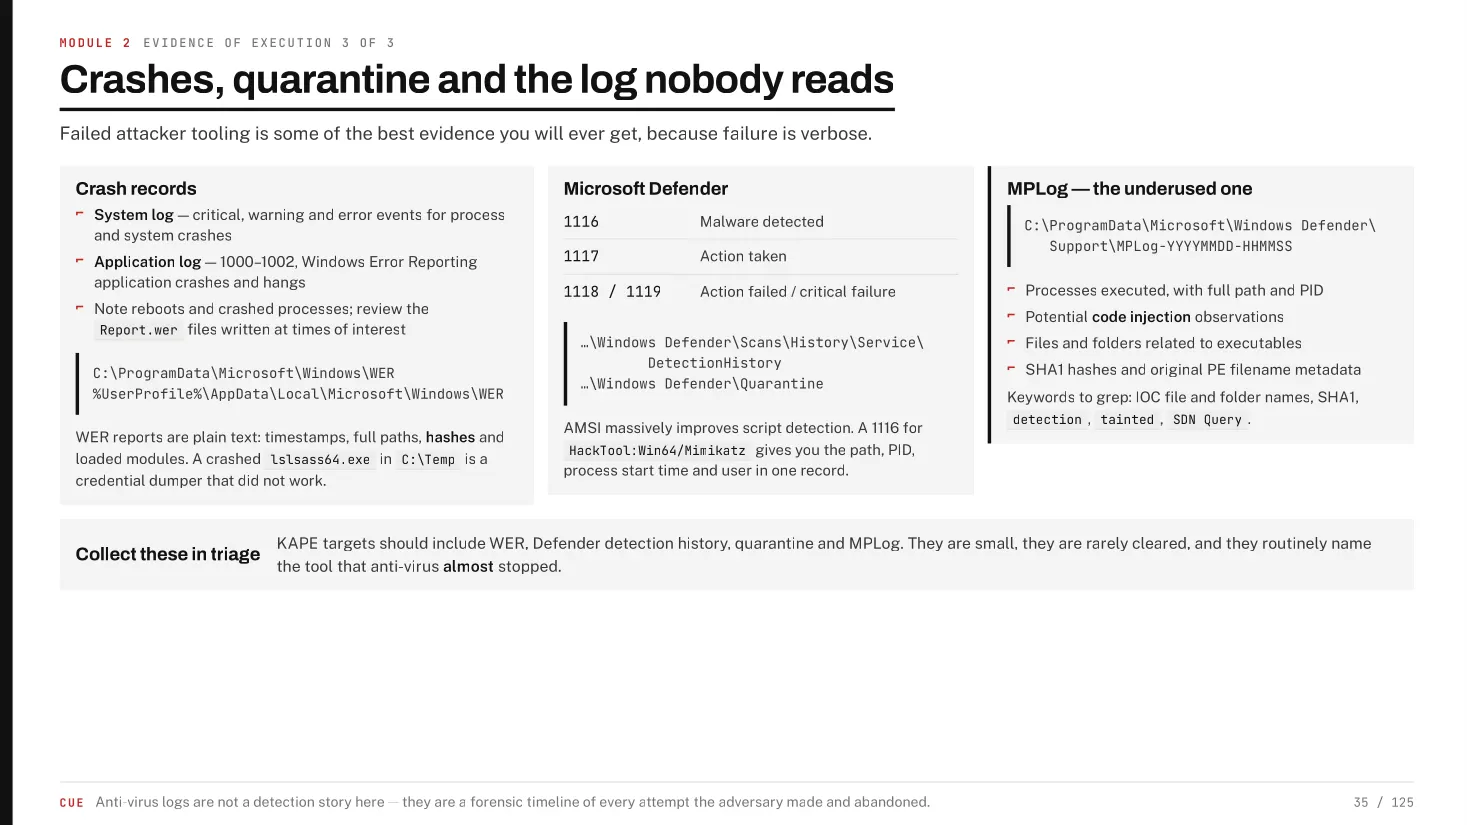 MODULE 2 EVIDENCE OF EXECUTION 3 OF 3
Crashes, quarantine and the log nobody reads
Failed attacker tooling is some of the best evidence you will ever get, because failure is verbose.
Crash records
System log — critical, warning and error events for process
and system crashes
Application log — 1000–1002, Windows Error Reporting
application crashes and hangs
Note reboots and crashed processes; review the
Report.wer files written at times of interest
C:\ProgramData\Microsoft\Windows\WER
%UserProfile%\AppData\Local\Microsoft\Windows\WER
WER reports are plain text: timestamps, full paths, hashes and
loaded modules. A crashed lslsass64.exe in C:\Temp is a
credential dumper that did not work.
Microsoft Defender
1116 Malware detected
1117 Action taken
1118 / 1119 Action failed / critical failure
…\Windows Defender\Scans\History\Service\
DetectionHistory
…\Windows Defender\Quarantine
AMSI massively improves script detection. A 1116 for
HackTool:Win64/Mimikatz gives you the path, PID,
process start time and user in one record.
MPLog — the underused one
C:\ProgramData\Microsoft\Windows Defender\
Support\MPLog-YYYYMMDD-HHMMSS
Processes executed, with full path and PID
Potential code injection observations
Files and folders related to executables
SHA1 hashes and original PE filename metadata
Keywords to grep: IOC file and folder names, SHA1,
detection , tainted , SDN Query .
Collect these in triage
KAPE targets should include WER, Defender detection history, quarantine and MPLog. They are small, they are rarely cleared, and they routinely name
the tool that anti-virus almost stopped.
CUE Anti-virus logs are not a detection story here — they are a forensic timeline of every attempt the adversary made and abandoned.
35 / 125